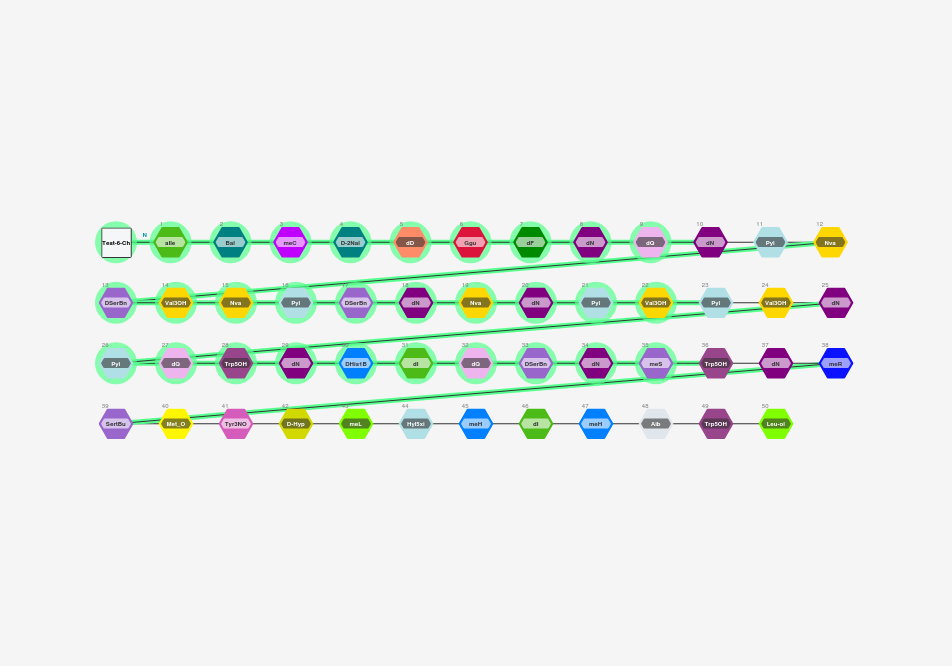 N 1 2 3 4 5 6 7 8 9 10 11 12
Test-6-Ch aIle Bal meC D-2Nal dD Ggu dP dN dQ dN Pyl Nva
13 14 15 16 17 18 19 20 21 22 23 24 25
DSerBn Val3OH Nva Pyl DSerBn dN Nva dN Pyl Val3OH Pyl Val3OH dN
26 27 28 29 30 31 32 33 34 35 36 37 38
Pyl dQ Trp5OH dN DHis1B dI dQ DSerBn dN meS Trp5OH dN meR
39 40 41 42 43 44 45 46 47 48 49 50
SertBu Met_O Tyr3NO D-Hyp meL Hyl5xi meH dI meH Aib Trp5OH Leu-ol